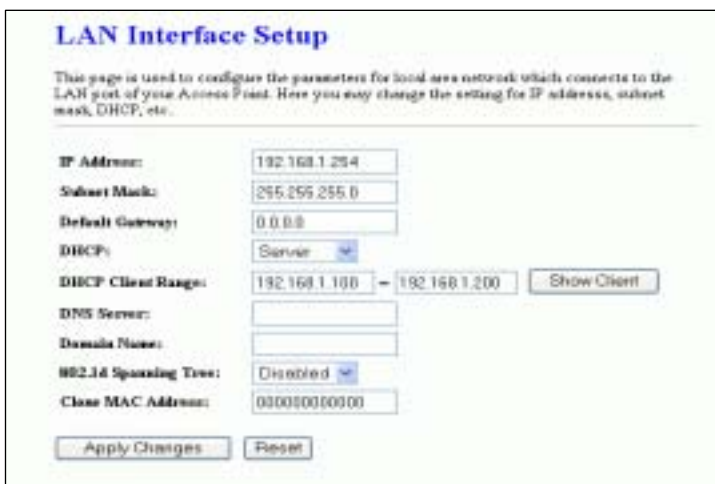 LAN Interface Setup
This page is used to configure the parameters for local area network which connects to the
LAN port of your Access Point. Here you may change the setting for IP addresss, subnet
mask, DHCP, etc..
IP Address: 192.168.1.254
Subnet Mask: 255.255.255.0
Default Gateway: 0.0.0.0
DHCP: Server
DHCP Client Range: 192.168.1.100 - 192.168.1.200 Show Client
DNS Server:
Domain Name:
802.1d Spanning Tree: Disabled
Clone MAC Address: 000000000000
Apply Changes Reset